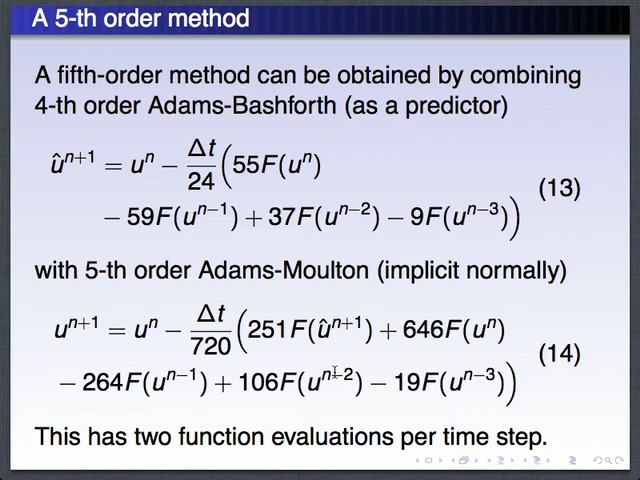 A 5-th order method
A fifth-order method can be obtained by combining
4-th order Adams-Bashforth (as a predictor)
û^{n+1} = u^n − Δt/24 (55F(u^n)
− 59F(u^{n−1}) + 37F(u^{n−2}) − 9F(u^{n−3})) (13)
with 5-th order Adams-Moulton (implicit normally)
u^{n+1} = u^n − Δt/720 (251F(û^{n+1}) + 646F(u^n)
− 264F(u^{n−1}) + 106F(u^{n−2}) − 19F(u^{n−3})) (14)
This has two function evaluations per time step.